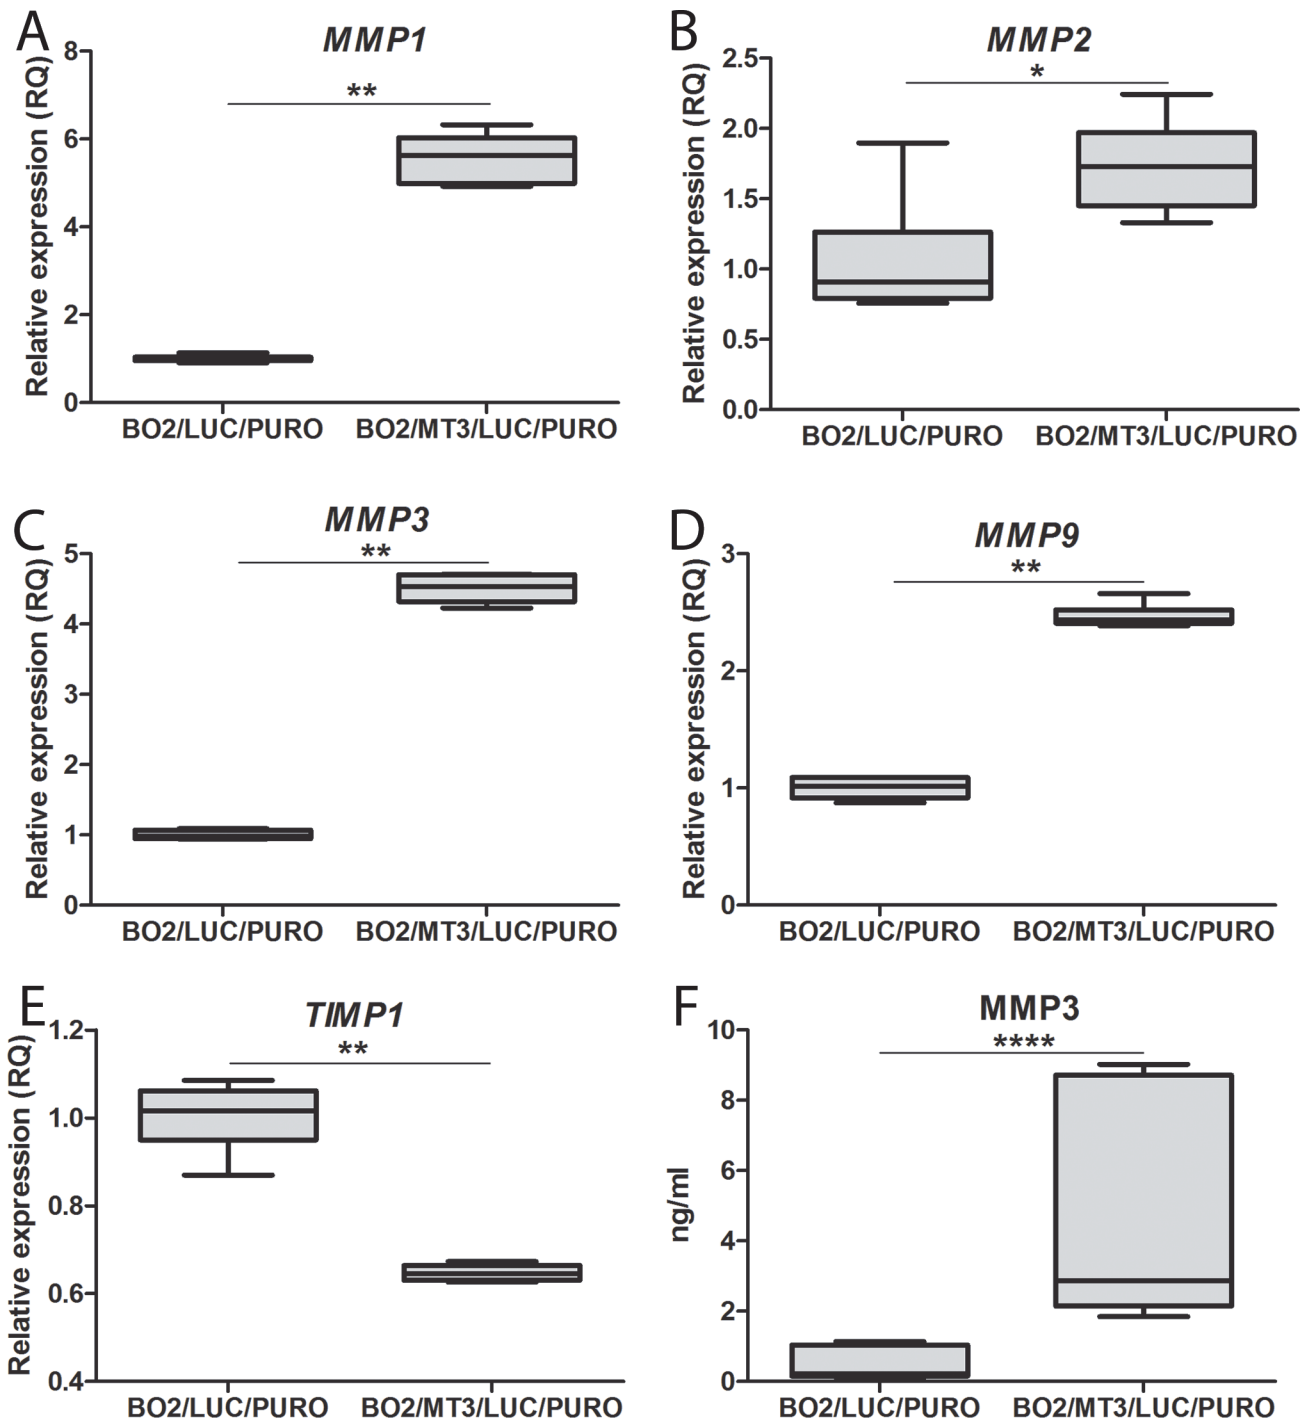 A
MMP1
Relative expression (RQ)
8
6
4
2
0
**
BO2/LUC/PURO
BO2/MT3/LUC/PURO
B
MMP2
Relative expression (RQ)
2.5
2.0
1.5
1.0
0.5
0.0
*
BO2/LUC/PURO
BO2/MT3/LUC/PURO
C
MMP3
Relative expression (RQ)
5
4
3
2
1
0
**
BO2/LUC/PURO
BO2/MT3/LUC/PURO
D
MMP9
Relative expression (RQ)
3
2
1
0
**
BO2/LUC/PURO
BO2/MT3/LUC/PURO
E
TIMP1
Relative expression (RQ)
1.2
1.0
0.8
0.6
0.4
**
BO2/LUC/PURO
BO2/MT3/LUC/PURO
F
MMP3
ng/ml
10
8
6
4
2
0
****
BO2/LUC/PURO
BO2/MT3/LUC/PURO